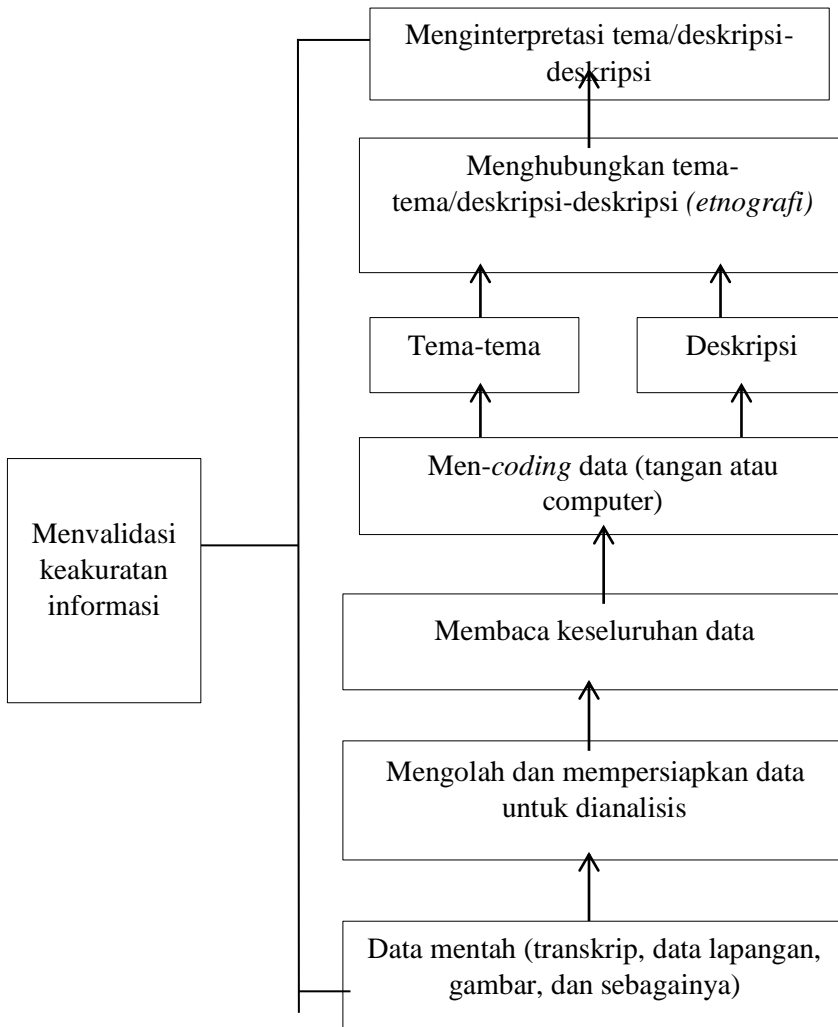 Menginterpretasi tema/deskripsi-
deskripsi
Menghubungkan tema-
tema/deskripsi-deskripsi (etnografi)
Tema-tema
Deskripsi
Men-coding data (tangan atau
computer)
Menvalidasi
keakuratan
informasi
Membaca keseluruhan data
Mengolah dan mempersiapkan data
untuk dianalisis
Data mentah (transkrip, data lapangan,
gambar, dan sebagainya)